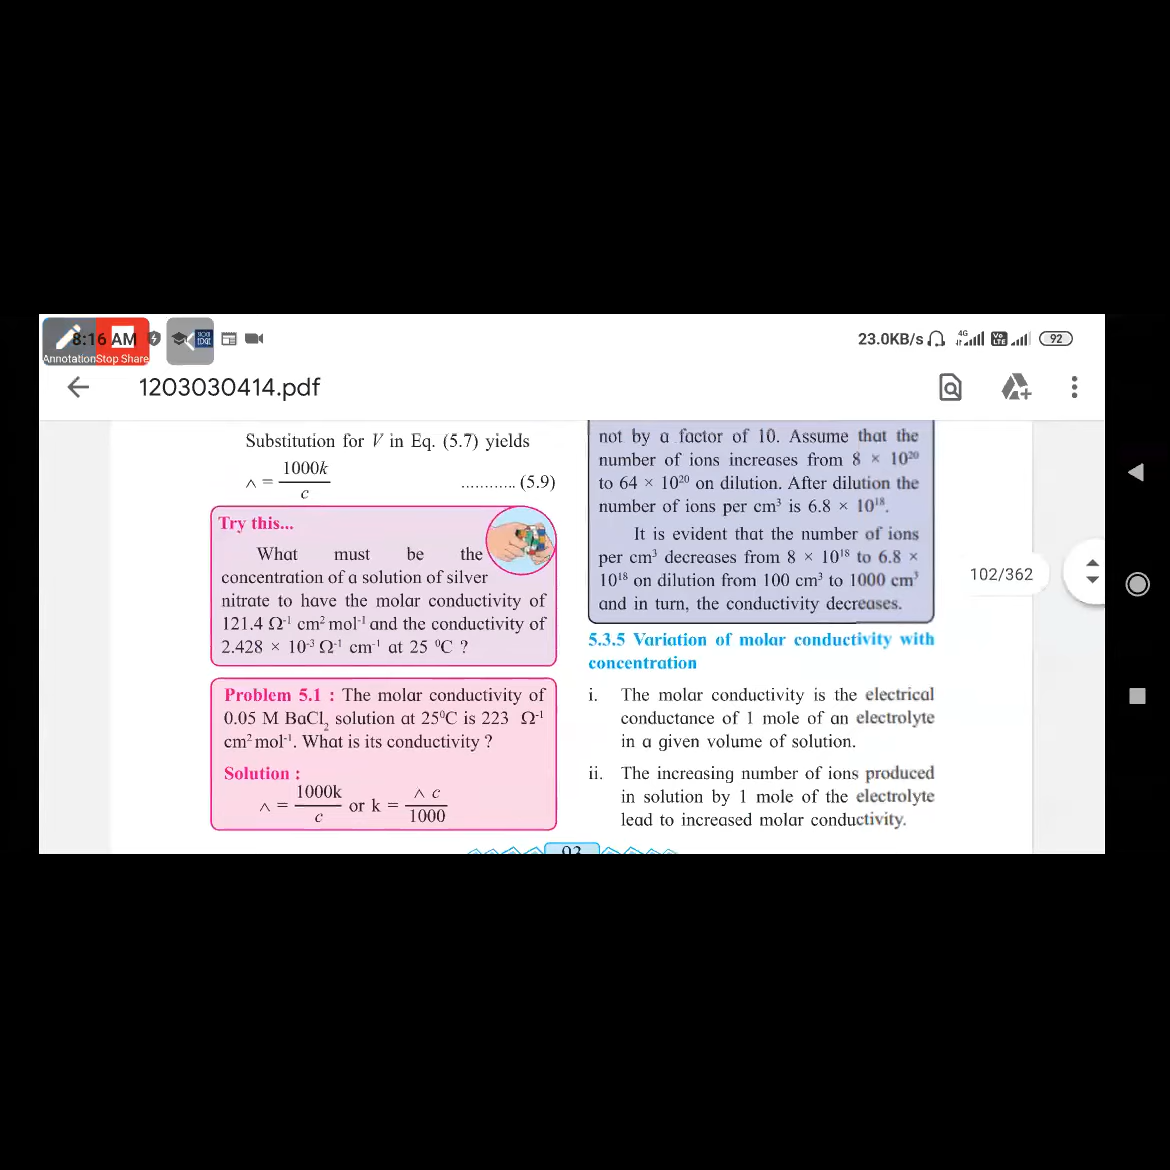 8:16 AM
23.0KB/s 4G Vo LTE 92
Annotation Stop Share
1203030414.pdf
Substitution for V in Eq. (5.7) yields
∧ = 1000k / c ........... (5.9)
Try this...
What must be the
concentration of a solution of silver
nitrate to have the molar conductivity of
121.4 Ω⁻¹ cm² mol⁻¹ and the conductivity of
2.428 × 10⁻³ Ω⁻¹ cm⁻¹ at 25 ⁰C ?
Problem 5.1 : The molar conductivity of
0.05 M BaCl₂ solution at 25⁰C is 223 Ω⁻¹
cm² mol⁻¹. What is its conductivity ?
Solution :
∧ = 1000k / c or k = ∧ c / 1000
not by a factor of 10. Assume that the
number of ions increases from 8 × 10²⁰
to 64 × 10²⁰ on dilution. After dilution the
number of ions per cm³ is 6.8 × 10¹⁸.
It is evident that the number of ions
per cm³ decreases from 8 × 10¹⁸ to 6.8 ×
10¹⁸ on dilution from 100 cm³ to 1000 cm³
and in turn, the conductivity decreases.
5.3.5 Variation of molar conductivity with
concentration
i. The molar conductivity is the electrical
conductance of 1 mole of an electrolyte
in a given volume of solution.
ii. The increasing number of ions produced
in solution by 1 mole of the electrolyte
lead to increased molar conductivity.
102/362